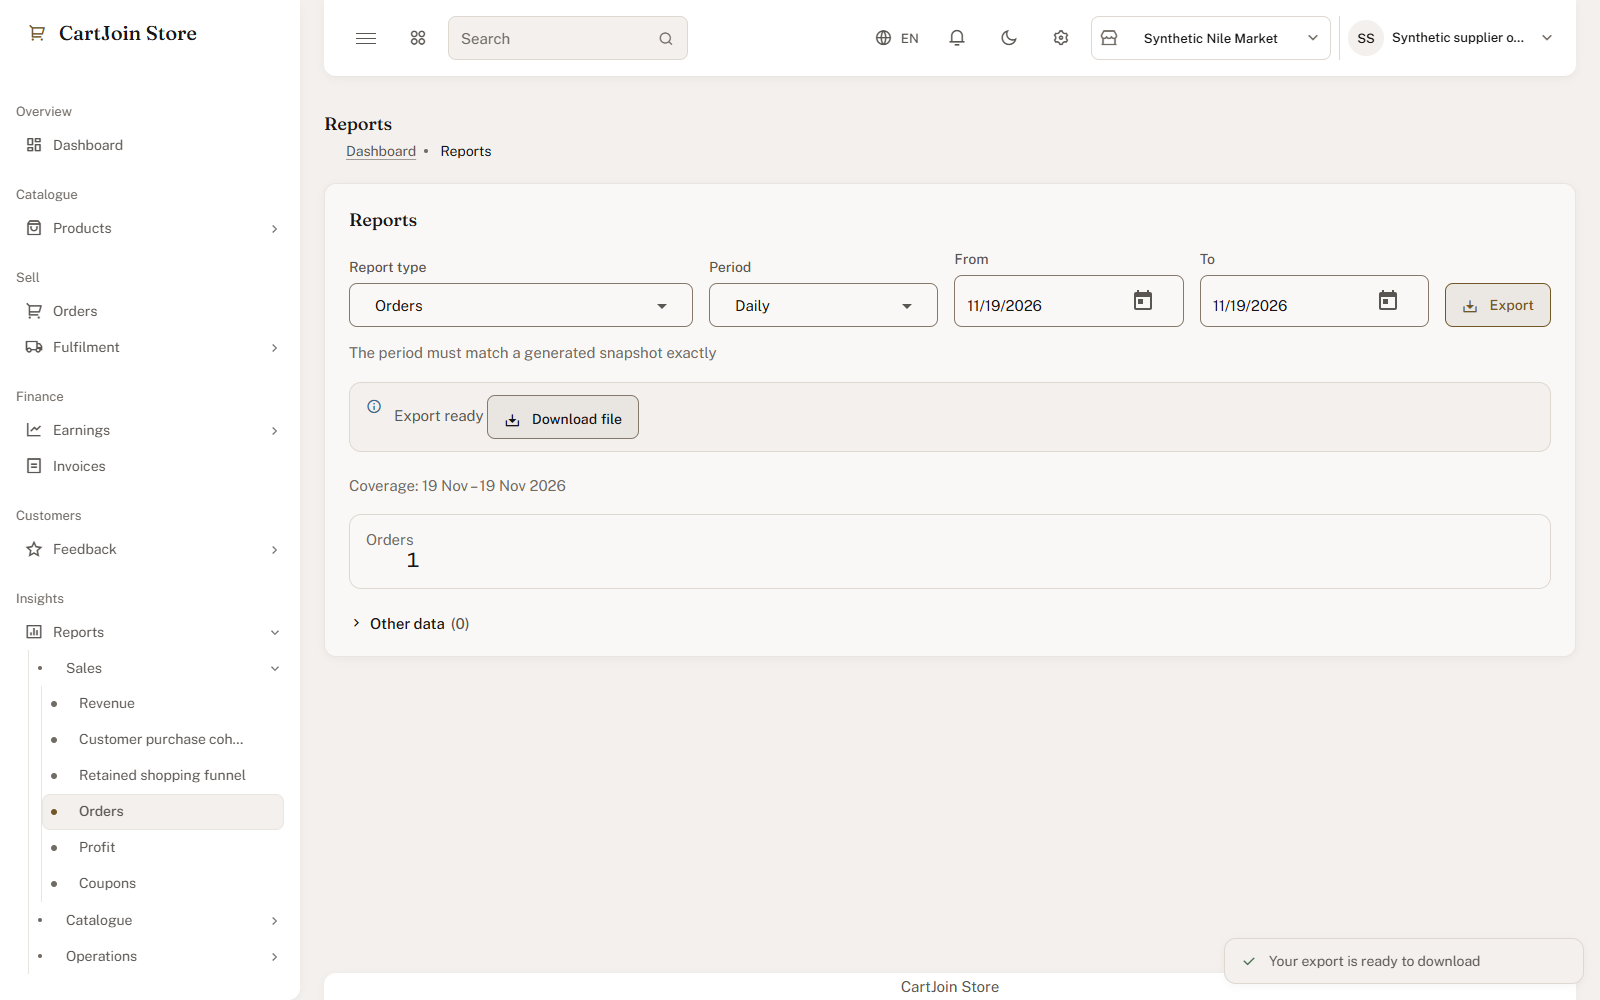 CartJoin Store
Search
EN
Synthetic Nile Market
SS
Synthetic supplier o...
Overview
Dashboard
Catalogue
Products
Sell
Orders
Fulfilment
Finance
Earnings
Invoices
Customers
Feedback
Insights
Reports
Sales
Revenue
Customer purchase coh...
Retained shopping funnel
Orders
Profit
Coupons
Catalogue
Operations
Reports
Dashboard • Reports
Reports
Report type
Period
From
To
Orders
Daily
11/19/2026
11/19/2026
Export
The period must match a generated snapshot exactly
Export ready
Download file
Coverage: 19 Nov – 19 Nov 2026
Orders
1
Other data (0)
Your export is ready to download
CartJoin Store